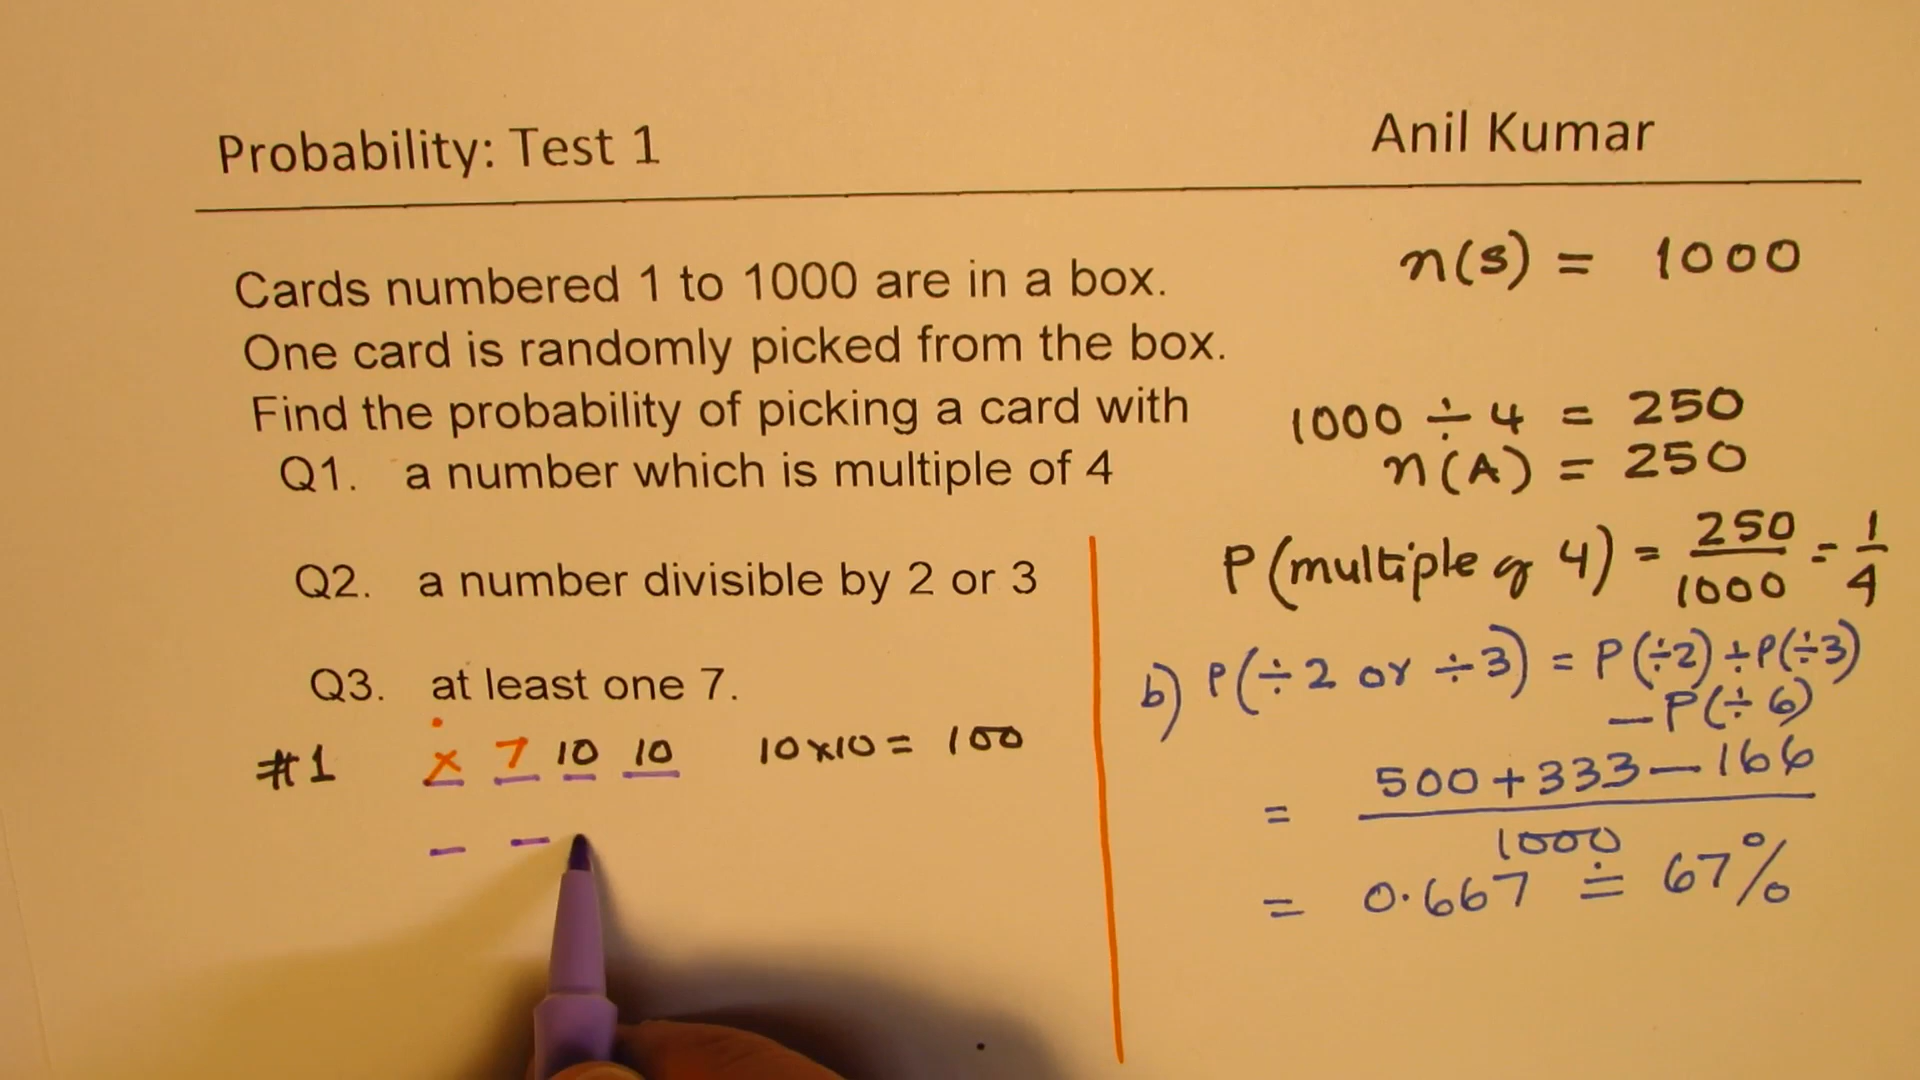 Probability: Test 1
Anil Kumar
Cards numbered 1 to 1000 are in a box.
One card is randomly picked from the box.
Find the probability of picking a card with
Q1. a number which is multiple of 4
Q2. a number divisible by 2 or 3
Q3. at least one 7.
#1 x 7 10 10 10x10 = 100
n(S) = 1000
1000 ÷ 4 = 250
n(A) = 250
P(multiple of 4) = 250/1000 = 1/4
b) P(÷2 or ÷3) = P(÷2) + P(÷3)
— P(÷6)
= 500 + 333 — 166
1000
= 0.667 ≐ 67%